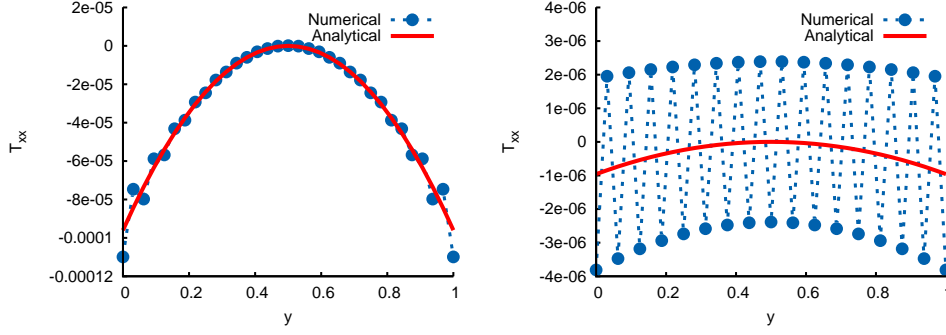 2e-05
0
-2e-05
-4e-05
-6e-05
-8e-05
-0.0001
-0.00012
0 0.2 0.4 0.6 0.8 1
T_xx
y
Numerical
Analytical
4e-06
3e-06
2e-06
1e-06
0
-1e-06
-2e-06
-3e-06
-4e-06
0 0.2 0.4 0.6 0.8 1
T_xx
y
Numerical
Analytical